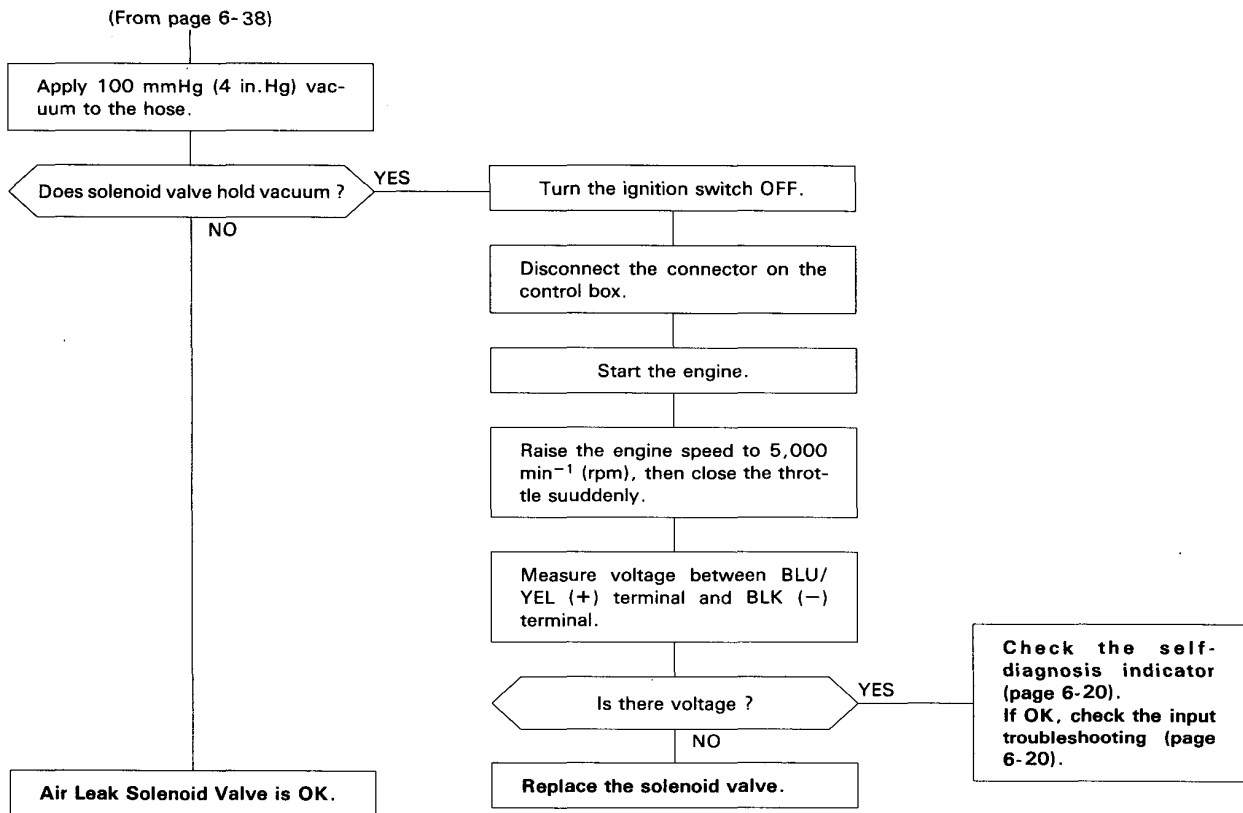 (From page 6-38)
Apply 100 mmHg (4 in.Hg) vac-
uum to the hose.
Does solenoid valve hold vacuum ?
YES
NO
Turn the ignition switch OFF.
Disconnect the connector on the
control box.
Start the engine.
Raise the engine speed to 5,000
min⁻¹ (rpm), then close the throt-
tle suuddenly.
Measure voltage between BLU/
YEL (+) terminal and BLK (−)
terminal.
Is there voltage ?
YES
NO
Check the self-
diagnosis indicator
(page 6-20).
If OK, check the input
troubleshooting (page
6-20).
Replace the solenoid valve.
Air Leak Solenoid Valve is OK.